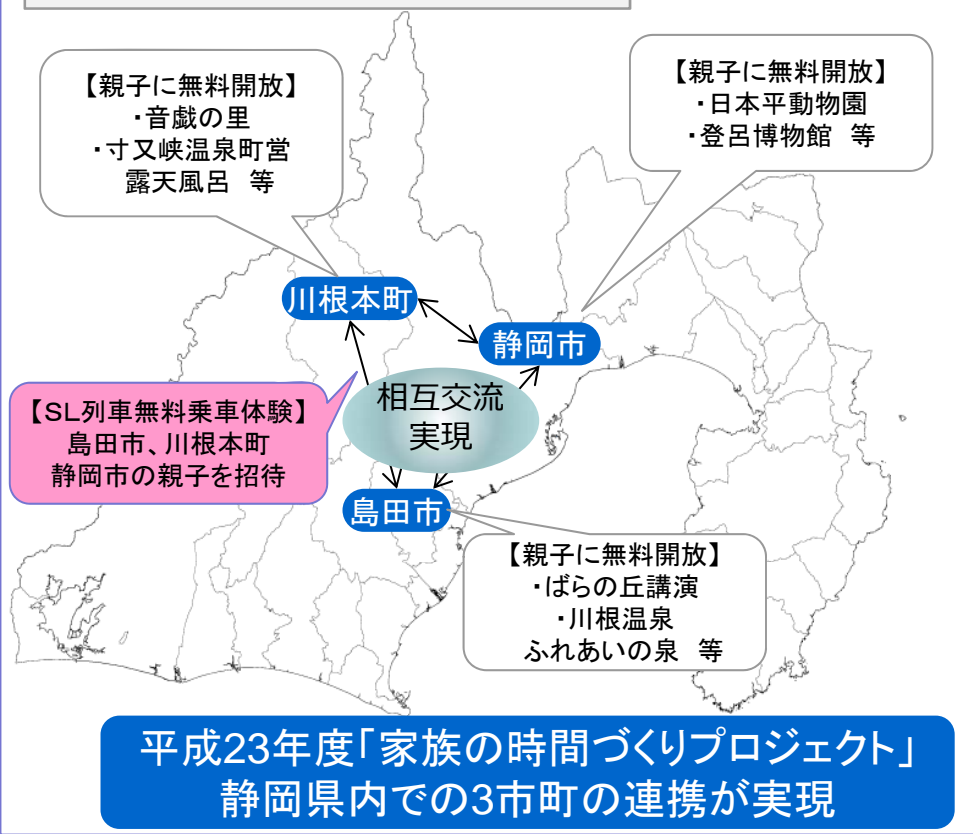 【親子に無料開放】
・音戯の里
・寸又峡温泉町営
露天風呂　等
【親子に無料開放】
・日本平動物園
・登呂博物館　等
川根本町
静岡市
相互交流
実現
【SL列車無料乗車体験】
島田市、川根本町
静岡市の親子を招待
島田市
【親子に無料開放】
・ばらの丘講演
・川根温泉
ふれあいの泉　等
平成23年度「家族の時間づくりプロジェクト」
静岡県内での3市町の連携が実現